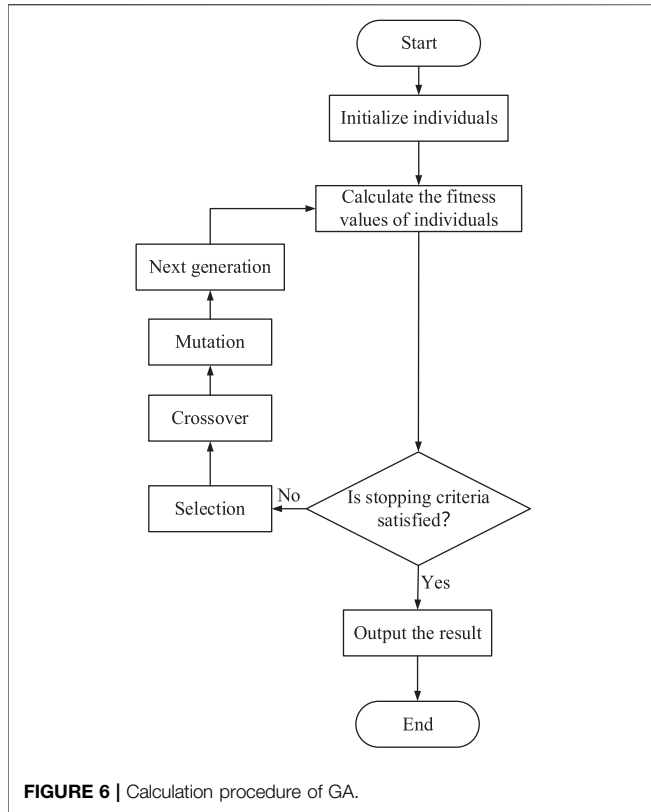 Start
Initialize individuals
Calculate the fitness
values of individuals
Next generation
Mutation
Crossover
Selection
No
Is stopping criteria
satisfied?
Yes
Output the result
End
FIGURE 6 | Calculation procedure of GA.